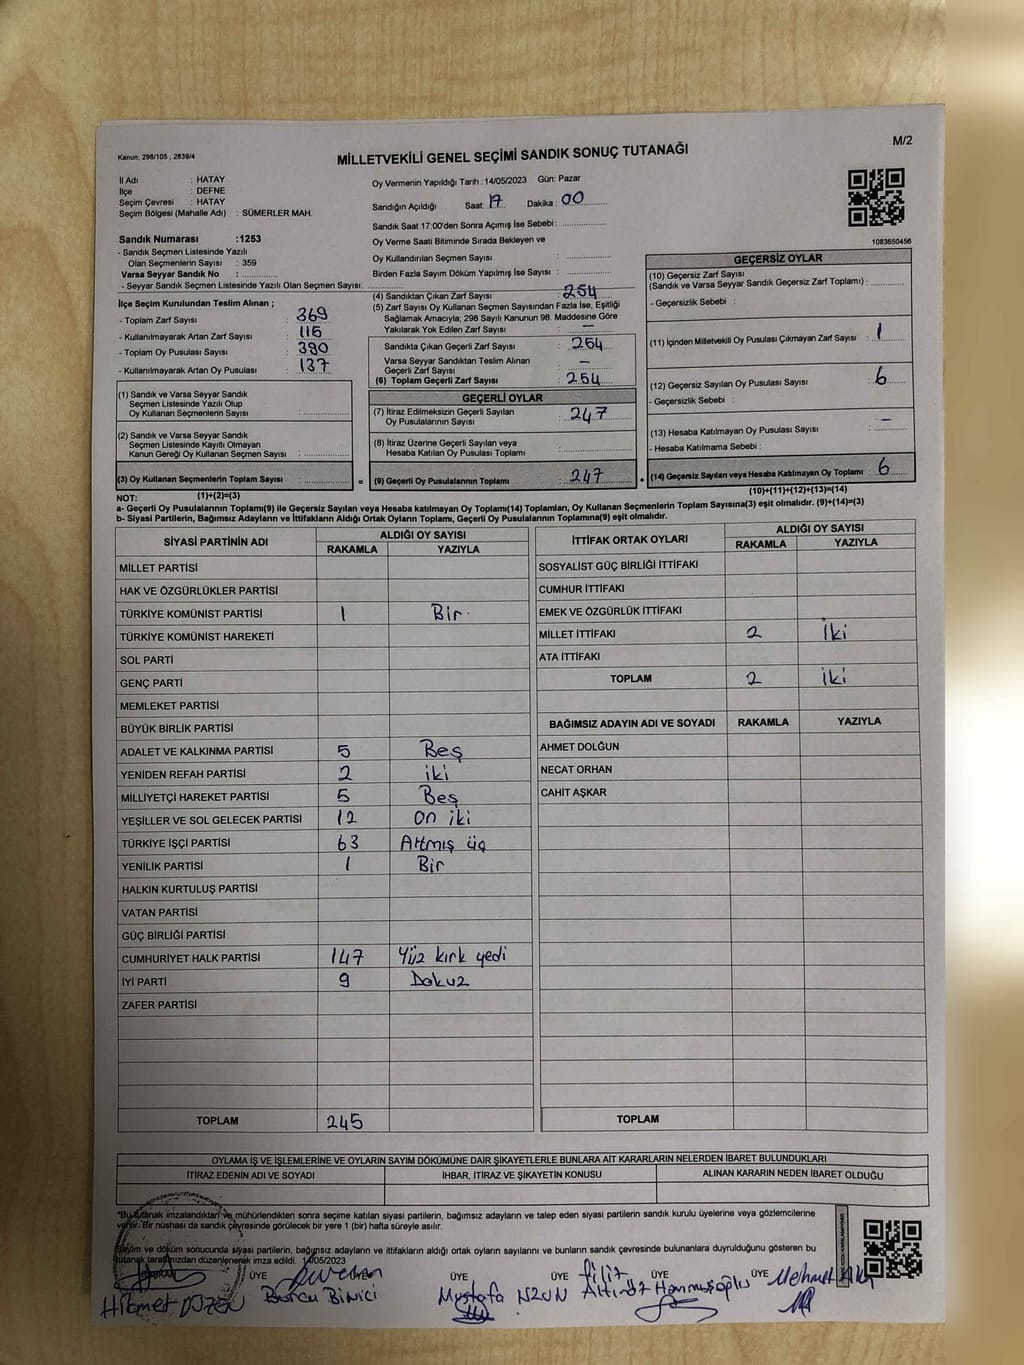 M/2
Kanun: 298/105 , 2839/4
MİLLETVEKİLİ GENEL SEÇİMİ SANDIK SONUÇ TUTANAĞI
İl Adı : HATAY
İlçe : DEFNE
Seçim Çevresi : HATAY
Seçim Bölgesi (Mahalle Adı) : SÜMERLER MAH.
Sandık Numarası :1253
- Sandık Seçmen Listesinde Yazılı
Olan Seçmenlerin Sayısı : 359
Varsa Seyyar Sandık No :
- Seyyar Sandık Seçmen Listesinde Yazılı Olan Seçmen Sayısı:
Oy Vermenin Yapıldığı Tarih : 14/05/2023 Gün: Pazar
Sandığın Açıldığı Saat: 17 Dakika : 00
Sandık Saat 17:00'den Sonra Açımış İse Sebebi :
Oy Verme Saati Bitiminde Sırada Bekleyen ve
Oy Kullandırılan Seçmen Sayısı :
Birden Fazla Sayım Döküm Yapılmış İse Sayısı :
1083650456
İlçe Seçim Kurulundan Teslim Alınan ;
- Toplam Zarf Sayısı : 369
- Kullanılmayarak Artan Zarf Sayısı : 115
- Toplam Oy Pusulası Sayısı : 390
- Kullanılmayarak Artan Oy Pusulası : 137
(1) Sandık ve Varsa Seyyar Sandık
Seçmen Listesinde Yazılı Olup
Oy Kullanan Seçmenlerin Sayısı :
(2) Sandık ve Varsa Seyyar Sandık
Seçmen Listesinde Kayıtlı Olmayan
Kanun Gereği Oy Kullanan Seçmen Sayısı :
(3) Oy Kullanan Seçmenlerin Toplam Sayısı :
(1)+(2)=(3)
(4) Sandıktan Çıkan Zarf Sayısı : 254
(5) Zarf Sayısı Oy Kullanan Seçmen Sayısından Fazla İse, Eşitliği
Sağlamak Amacıyla; 298 Sayılı Kanunun 98. Maddesine Göre
Yakılarak Yok Edilen Zarf Sayısı : —
Sandıkta Çıkan Geçerli Zarf Sayısı : 254
Varsa Seyyar Sandıktan Teslim Alınan
Geçerli Zarf Sayısı : —
(6) Toplam Geçerli Zarf Sayısı : 254
GEÇERLİ OYLAR
(7) İtiraz Edilmeksizin Geçerli Sayılan
Oy Pusulalarının Sayısı : 247
(8) İtiraz Üzerine Geçerli Sayılan veya
Hesaba Katılan Oy Pusulası Toplamı :
= (9) Geçerli Oy Pusulalarının Toplamı : 247 +
GEÇERSİZ OYLAR
(10) Geçersiz Zarf Sayısı
(Sandık ve Varsa Seyyar Sandık Geçersiz Zarf Toplamı) :
- Geçersizlik Sebebi :
(11) İçinden Milletvekili Oy Pusulası Çıkmayan Zarf Sayısı : 1
(12) Geçersiz Sayılan Oy Pusulası Sayısı : 6
- Geçersizlik Sebebi :
(13) Hesaba Katılmayan Oy Pusulası Sayısı : —
- Hesaba Katılmama Sebebi :
(14) Geçersiz Sayılan veya Hesaba Katılmayan Oy Toplamı : 6
(10)+(11)+(12)+(13)=(14)
NOT:
a- Geçerli Oy Pusulalarının Toplamı(9) ile Geçersiz Sayılan veya Hesaba katılmayan Oy Toplamı(14) Toplamları, Oy Kullanan Seçmenlerin Toplam Sayısına(3) eşit olmalıdır. (9)+(14)=(3)
b- Siyasi Partilerin, Bağımsız Adayların ve İttifakların Aldığı Ortak Oyların Toplamı, Geçerli Oy Pusulalarının Toplamına(9) eşit olmalıdır.
SİYASİ PARTİNİN ADI ALDIĞI OY SAYISI
RAKAMLA YAZIYLA
MİLLET PARTİSİ
HAK VE ÖZGÜRLÜKLER PARTİSİ
TÜRKİYE KOMÜNİST PARTİSİ 1 Bir
TÜRKİYE KOMÜNİST HAREKETİ
SOL PARTİ
GENÇ PARTİ
MEMLEKET PARTİSİ
BÜYÜK BİRLİK PARTİSİ
ADALET VE KALKINMA PARTİSİ 5 Beş
YENİDEN REFAH PARTİSİ 2 iki
MİLLİYETÇİ HAREKET PARTİSİ 5 Beş
YEŞİLLER VE SOL GELECEK PARTİSİ 12 on iki
TÜRKİYE İŞÇİ PARTİSİ 63 Altmış üç
YENİLİK PARTİSİ 1 Bir
HALKIN KURTULUŞ PARTİSİ
VATAN PARTİSİ
GÜÇ BİRLİĞİ PARTİSİ
CUMHURİYET HALK PARTİSİ 147 Yüz kırk yedi
İYİ PARTİ 9 Dokuz
ZAFER PARTİSİ
TOPLAM 245
İTTİFAK ORTAK OYLARI ALDIĞI OY SAYISI
RAKAMLA YAZIYLA
SOSYALİST GÜÇ BİRLİĞİ İTTİFAKI
CUMHUR İTTİFAKI
EMEK VE ÖZGÜRLÜK İTTİFAKI
MİLLET İTTİFAKI 2 İki
ATA İTTİFAKI
TOPLAM 2 İki
BAĞIMSIZ ADAYIN ADI VE SOYADI RAKAMLA YAZIYLA
AHMET DOLĞUN
NECAT ORHAN
CAHİT AŞKAR
TOPLAM
OYLAMA İŞ VE İŞLEMLERİNE VE OYLARIN SAYIM DÖKÜMÜNE DAİR ŞİKAYETLERLE BUNLARA AİT KARARLARIN NELERDEN İBARET BULUNDUKLARI
İTİRAZ EDENİN ADI VE SOYADI İHBAR, İTİRAZ VE ŞİKAYETİN KONUSU ALINAN KARARIN NEDEN İBARET OLDUĞU
*Bu tutanak imzalandıktan ve mühürlendikten sonra seçime katılan siyasi partilerin, bağımsız adayların ve talep eden siyasi partilerin sandık kurulu üyelerine veya gözlemcilerine
verilir. Bir nüshası da sandık çevresinde görülecek bir yere 1 (bir) hafta süreyle asılır.
Sayım ve döküm sonucunda siyasi partilerin, bağımsız adayların ve ittifakların aldığı ortak oyların sayılarını ve bunların sandık çevresinde bulunanlara duyrulduğunu gösteren bu
tutanak tarafımızdan düzenlenerek imza edildi. 14/05/2023
ÜYE ÜYE ÜYE ÜYE ÜYE
Hikmet DÜZEN Burcu Binici Mustafa UZUN Filiz Altınöz Hammuşoğlu Mehmet